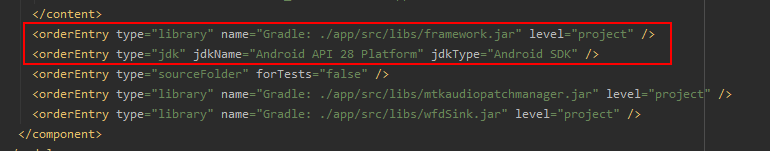 </content>
<orderEntry type="library" name="Gradle: ./app/src/libs/framework.jar" level="project" />
<orderEntry type="jdk" jdkName="Android API 28 Platform" jdkType="Android SDK" />
<orderEntry type="sourceFolder" forTests="false" />
<orderEntry type="library" name="Gradle: ./app/src/libs/mtkaudiopatchmanager.jar" level="project" />
<orderEntry type="library" name="Gradle: ./app/src/libs/wfdSink.jar" level="project" />
</component>